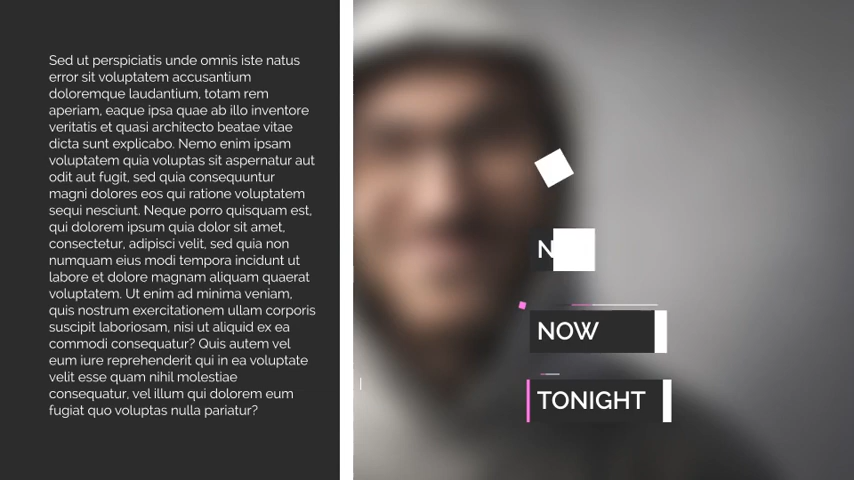 Sed ut perspiciatis unde omnis iste natus
error sit voluptatem accusantium
doloremque laudantium, totam rem
aperiam, eaque ipsa quae ab illo inventore
veritatis et quasi architecto beatae vitae
dicta sunt explicabo. Nemo enim ipsam
voluptatem quia voluptas sit aspernatur aut
odit aut fugit, sed quia consequuntur
magni dolores eos qui ratione voluptatem
sequi nesciunt. Neque porro quisquam est,
qui dolorem ipsum quia dolor sit amet,
consectetur, adipisci velit, sed quia non
numquam eius modi tempora incidunt ut
labore et dolore magnam aliquam quaerat
voluptatem. Ut enim ad minima veniam,
quis nostrum exercitationem ullam corporis
suscipit laboriosam, nisi ut aliquid ex ea
commodi consequatur? Quis autem vel
eum iure reprehenderit qui in ea voluptate
velit esse quam nihil molestiae
consequatur, vel illum qui dolorem eum
fugiat quo voluptas nulla pariatur?
NOW
TONIGHT